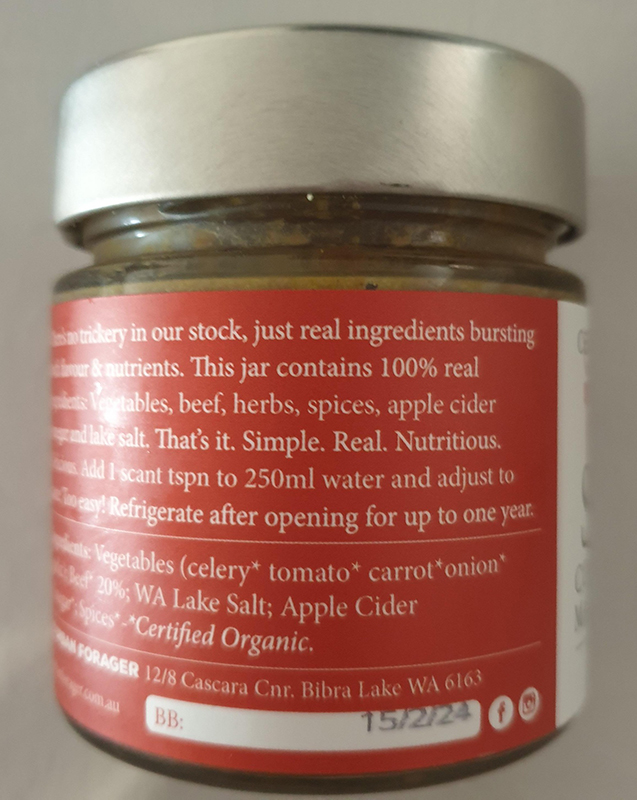 no trickery in our stock, just real ingredients bursting
flavour & nutrients. This jar contains 100% real
Vegetables, beef, herbs, spices, apple cider
and lake salt. That's it. Simple. Real. Nutritious.
Add 1 scant tspn to 250ml water and adjust to
Too easy! Refrigerate after opening for up to one year.
Vegetables (celery* tomato* carrot*onion*
Beef* 20%; WA Lake Salt; Apple Cider
Spices*-*Certified Organic.
FORAGER 12/8 Cascara Cnr. Bibra Lake WA 6163
.com.au
BB: 15/2/24